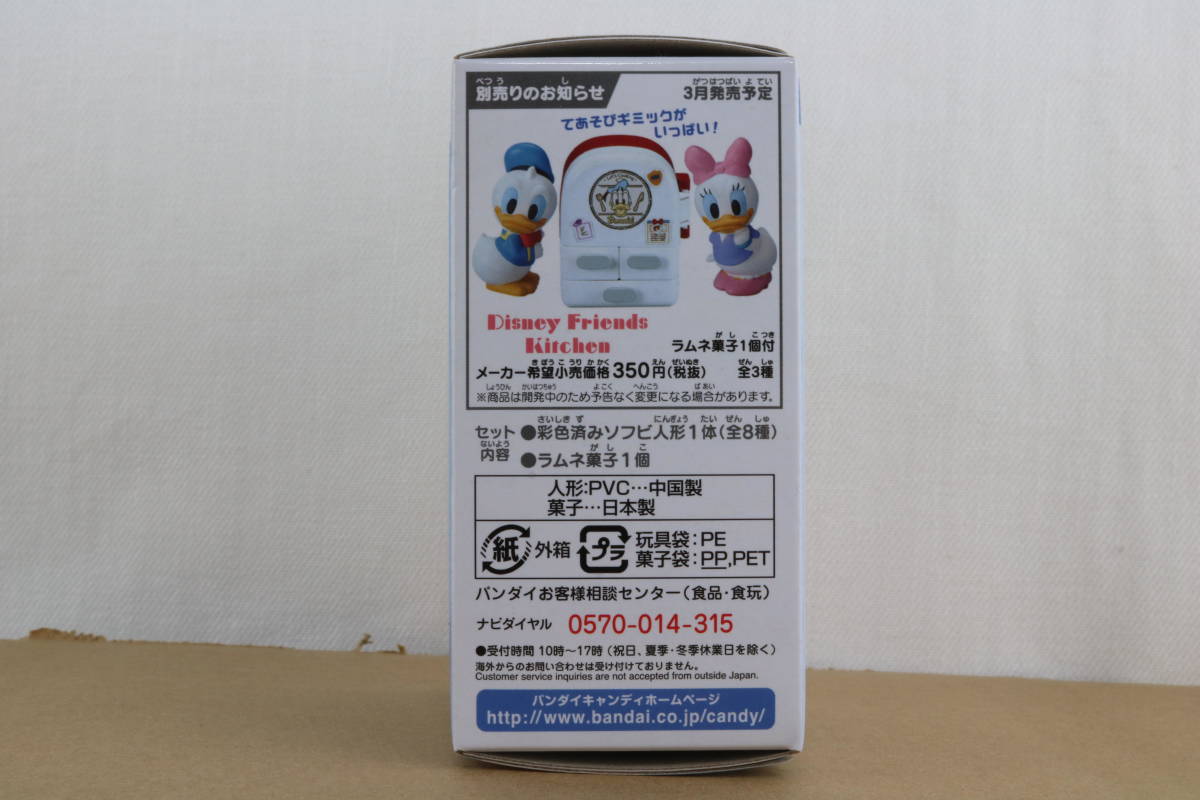 別売りのお知らせ
3月発売予定
てあそびギミックが
いっぱい！
Donald
Disney Friends
Kitchen
ラムネ菓子1個付
メーカー希望小売価格350円(税抜) 全3種
※商品は開発中のため予告なく変更になる場合があります。
セット内容
●彩色済みソフビ人形1体(全8種)
●ラムネ菓子1個
人形:PVC…中国製
菓子…日本製
紙 外箱
プラ 玩具袋:PE
菓子袋:PP,PET
バンダイお客様相談センター(食品・食玩)
ナビダイヤル 0570-014-315
●受付時間 10時〜17時(祝日、夏季・冬季休業日を除く)
海外からのお問い合わせは受け付けておりません。
Customer service inquiries are not accepted from outside Japan.
バンダイキャンディホームページ
http://www.bandai.co.jp/candy/